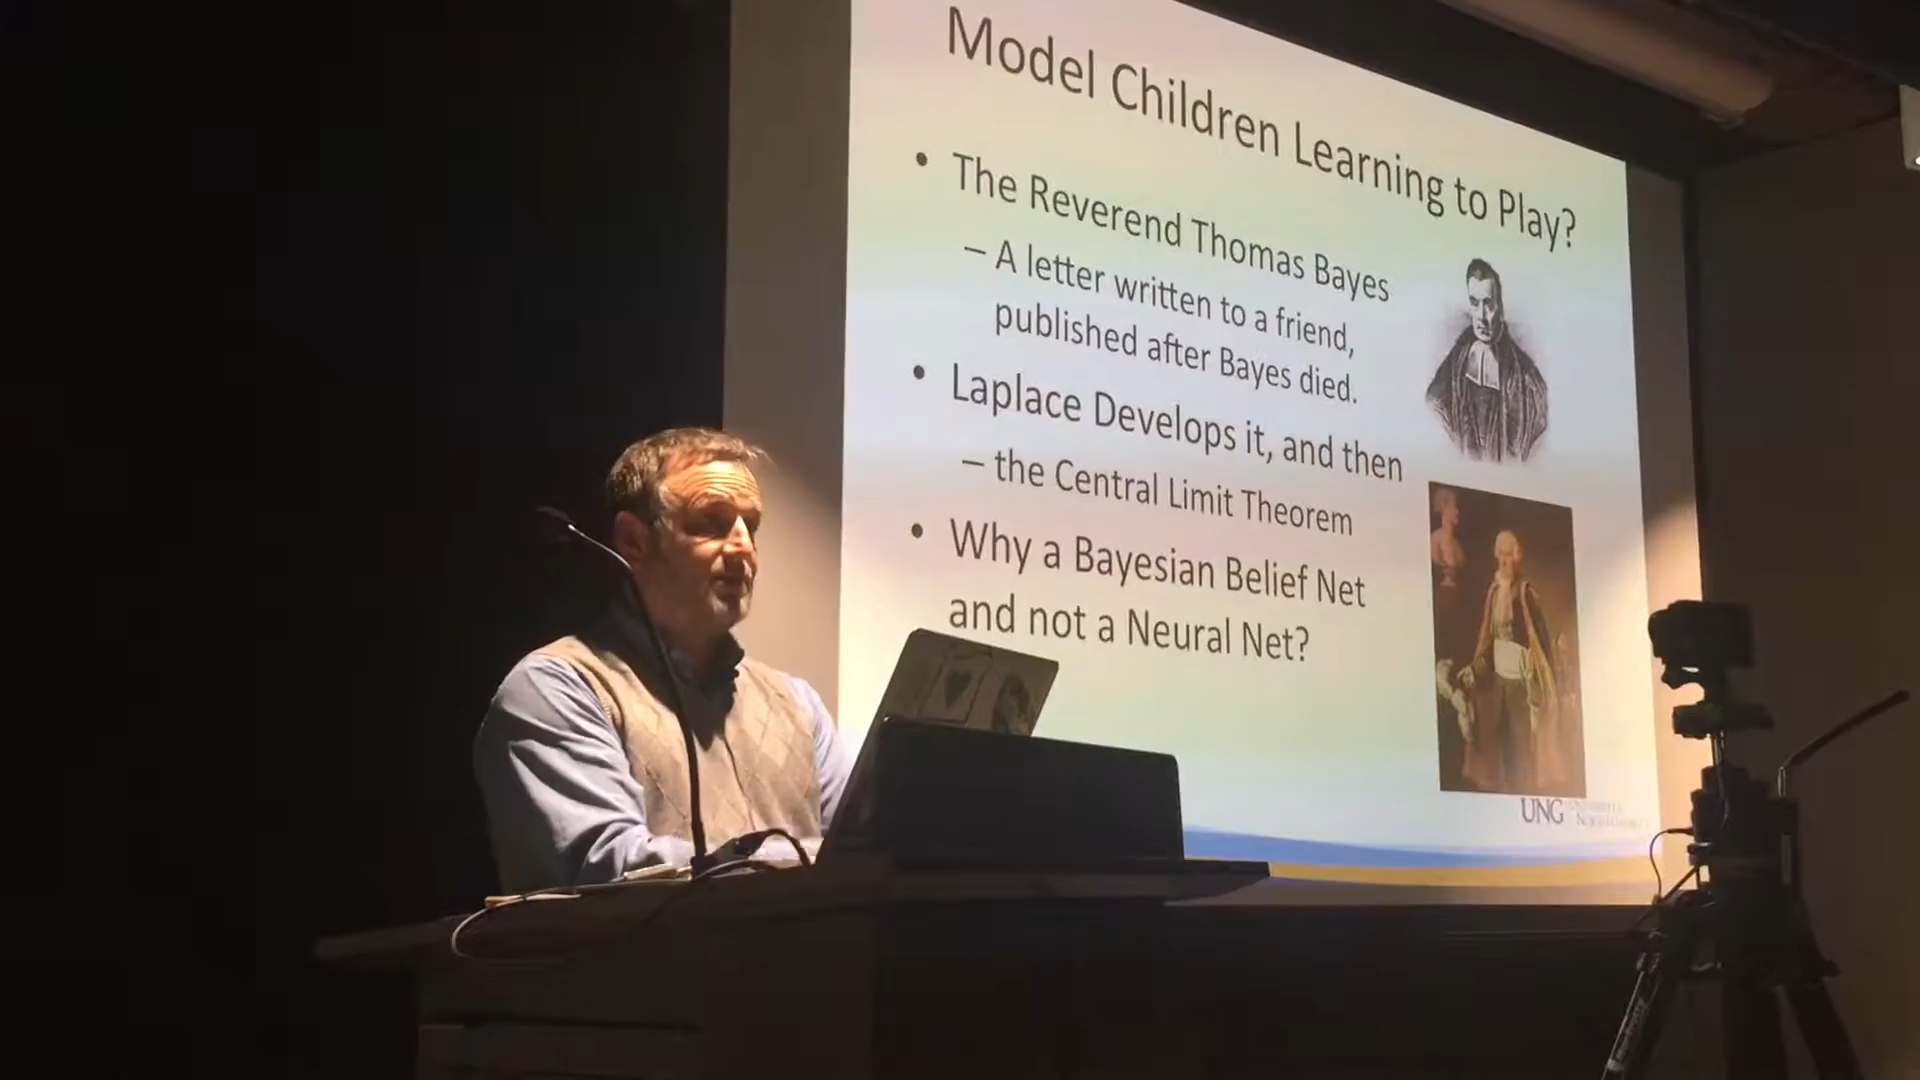 Model Children Learning to Play?
• The Reverend Thomas Bayes
– A letter written to a friend,
published after Bayes died.
• Laplace Develops it, and then
– the Central Limit Theorem
• Why a Bayesian Belief Net
and not a Neural Net?
UNG